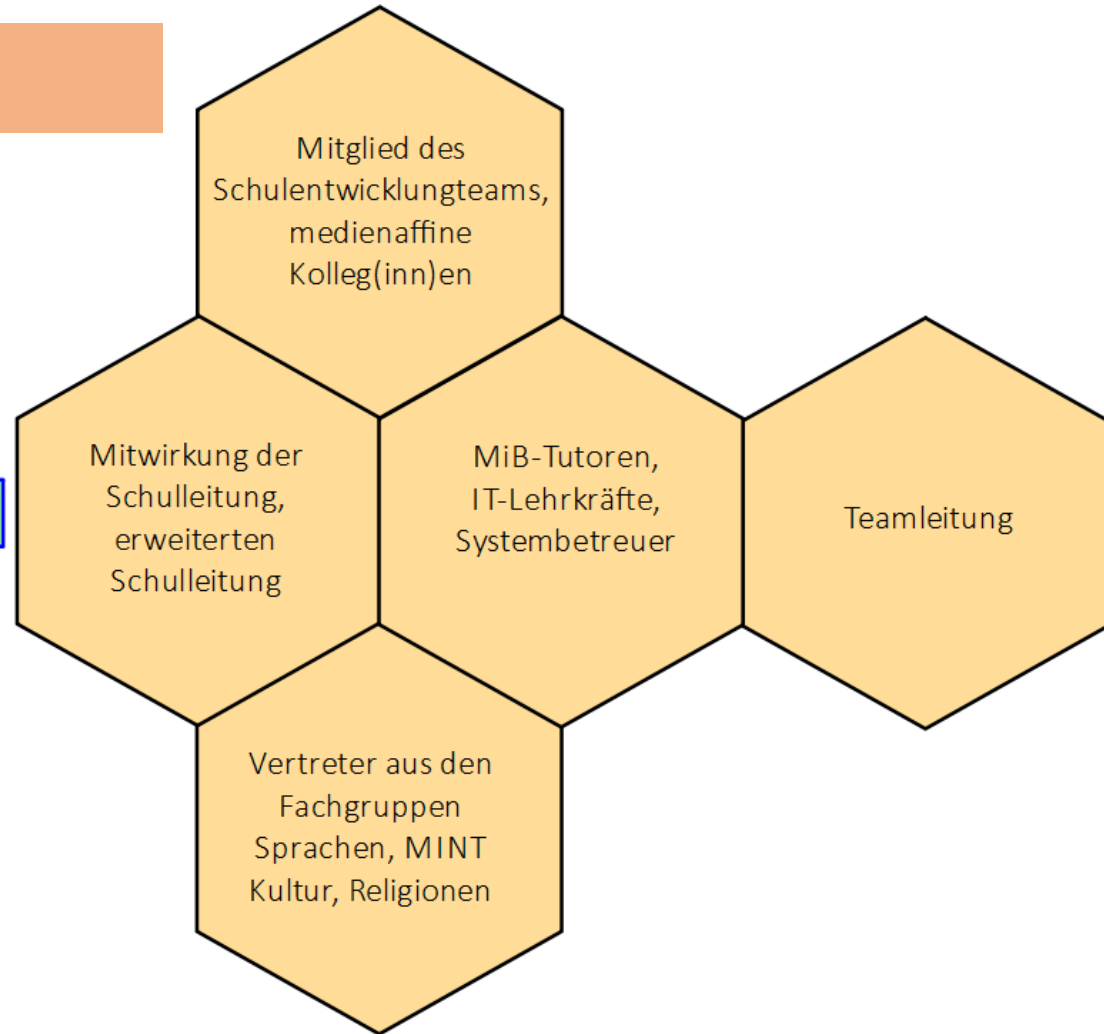 Mitglied des
Schulentwicklungteams,
medienaffine
Kolleg(inn)en
Mitwirkung der
Schulleitung,
erweiterten
Schulleitung
MiB-Tutoren,
IT-Lehrkräfte,
Systembetreuer
Teamleitung
Vertreter aus den
Fachgruppen
Sprachen, MINT
Kultur, Religionen